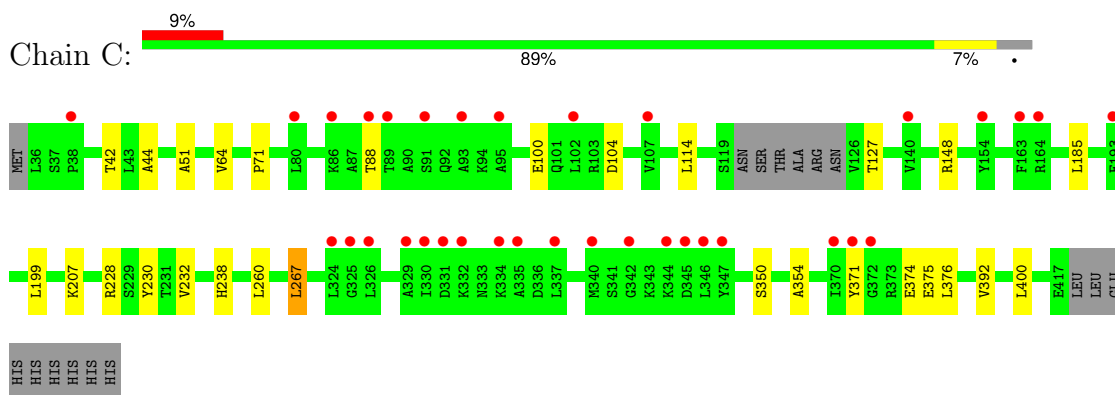 9%
Chain C:
89% 7% •
MET L36 S37 P38 T42 L43 A44 A51 V64 P71 L80 K86 A87 T88 T89 A90 S91 Q92 A93 K94 A95 E100 Q101 L102 R103 D104 V107 L114 S119 ASN SER THR ALA ARG ASN V126 T127 V140 R148 Y154 F163 R164 L185
L199 K207 R228 S229 Y230 T231 V232 H238 L260 L267 L324 G325 L326 A329 I330 D331 K332 N333 K334 A335 D336 L337 M340 S341 G342 K343 K344 D345 L346 Y347 S350 A354 I370 Y371 G372 R373 E374 E375 L376 V392 L400 E417 LEU LEU
HIS HIS HIS HIS HIS HIS